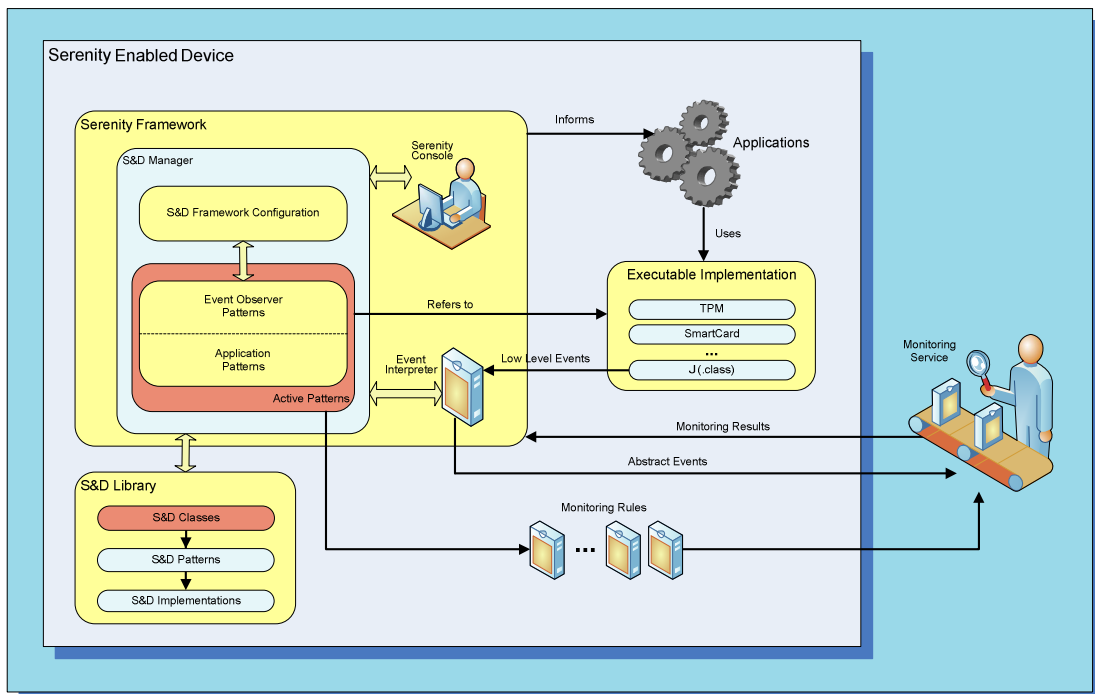 Serenity Enabled Device
Serenity Framework
S&D Manager
Serenity
Console
S&D Framework Configuration
Event Observer
Patterns
Application
Patterns
Active Patterns
Event
Interpreter
Informs
Applications
Uses
Refers to
Executable Implementation
TPM
SmartCard
...
J(.class)
Low Level Events
Monitoring
Service
Monitoring Results
Abstract Events
S&D Library
S&D Classes
S&D Patterns
S&D Implementations
Monitoring Rules
...